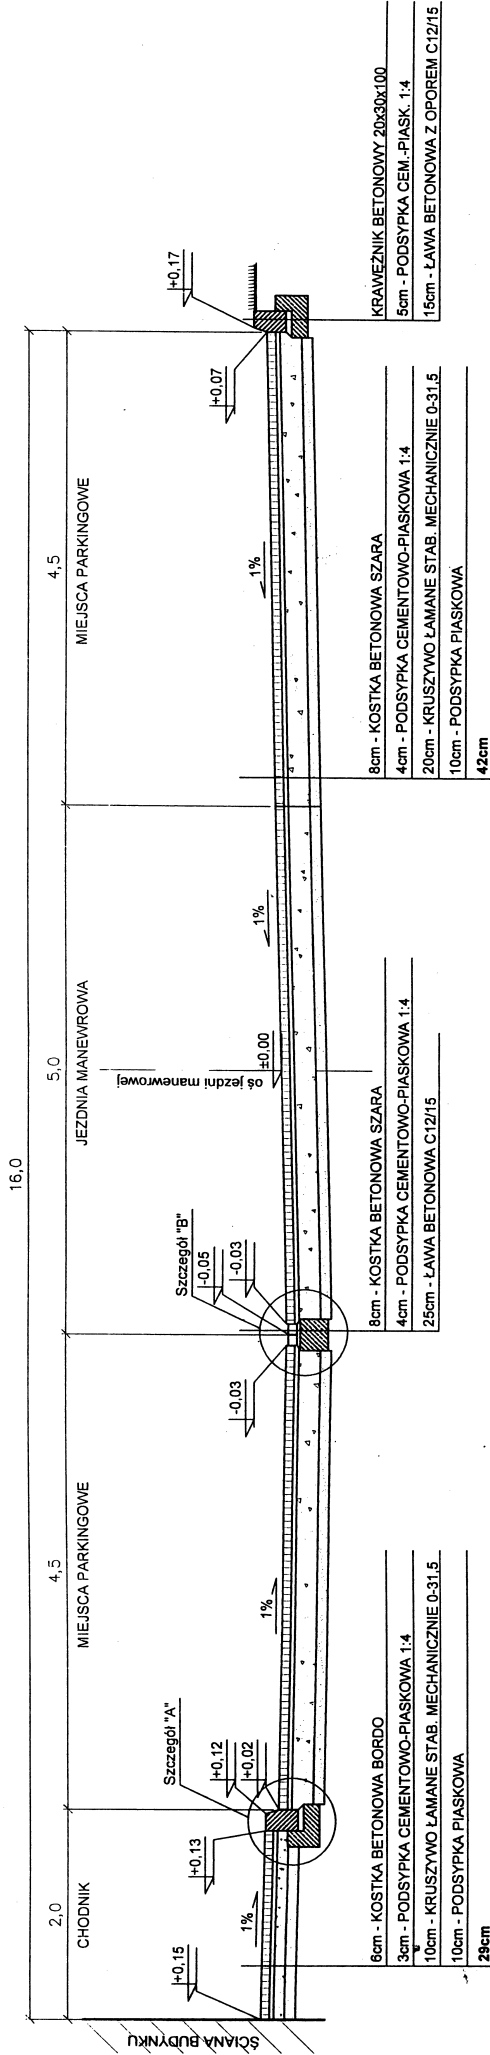 16,0
2,0
4,5
5,0
4,5
CHODNIK
MIEJSCA PARKINGOWE
JEZDNIA MANEWROWA
MIEJSCA PARKINGOWE
ŚCIANA BUDYNKU
+0,15
1%
+0,13
Szczegół "A"
+0,12
+0,02
1%
-0,03
Szczegół "B"
-0,05
-0,03
oś jezdni manewrowej
±0,00
1%
1%
+0,07
+0,17
6cm - KOSTKA BETONOWA BORDO
3cm - PODSYPKA CEMENTOWO-PIASKOWA 1:4
10cm - KRUSZYWO ŁAMANE STAB. MECHANICZNIE 0-31,5
10cm - PODSYPKA PIASKOWA
29cm
8cm - KOSTKA BETONOWA SZARA
4cm - PODSYPKA CEMENTOWO-PIASKOWA 1:4
25cm - ŁAWA BETONOWA C12/15
8cm - KOSTKA BETONOWA SZARA
4cm - PODSYPKA CEMENTOWO-PIASKOWA 1:4
20cm - KRUSZYWO ŁAMANE STAB. MECHANICZNIE 0-31,5
10cm - PODSYPKA PIASKOWA
42cm
KRAWĘŻNIK BETONOWY 20x30x100
5cm - PODSYPKA CEM.-PIASK. 1:4
15cm - ŁAWA BETONOWA Z OPOREM C12/15